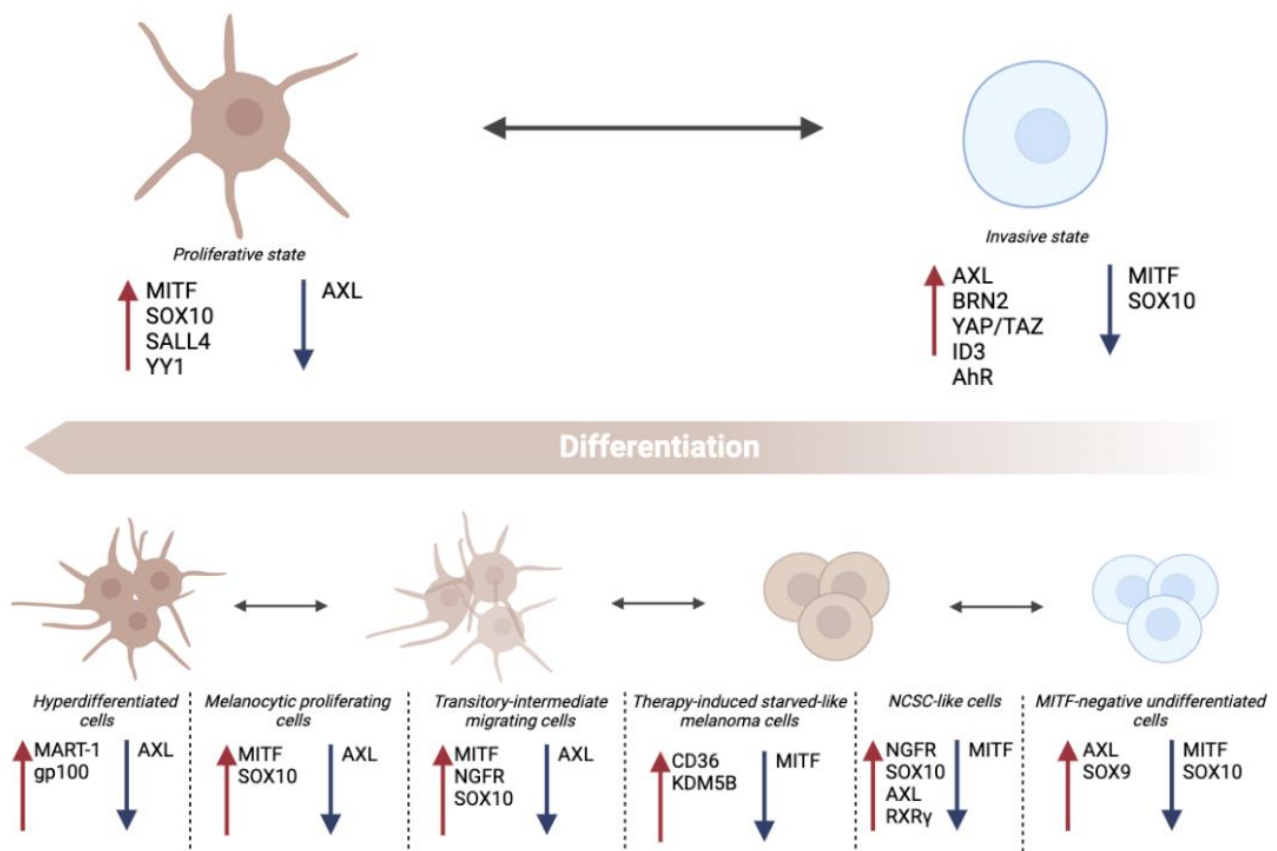 Proliferative state
MITF
SOX10
SALL4
YY1
AXL
Invasive state
AXL
BRN2
YAP/TAZ
ID3
AhR
MITF
SOX10
Differentiation
Hyperdifferentiated
cells
MART-1
gp100
AXL
Melanocytic proliferating
cells
MITF
SOX10
AXL
Transitory-intermediate
migrating cells
MITF
NGFR
SOX10
AXL
Therapy-induced starved-like
melanoma cells
CD36
KDM5B
MITF
NCSC-like cells
NGFR
SOX10
AXL
RXRγ
MITF
MITF-negative undifferentiated
cells
AXL
SOX9
MITF
SOX10